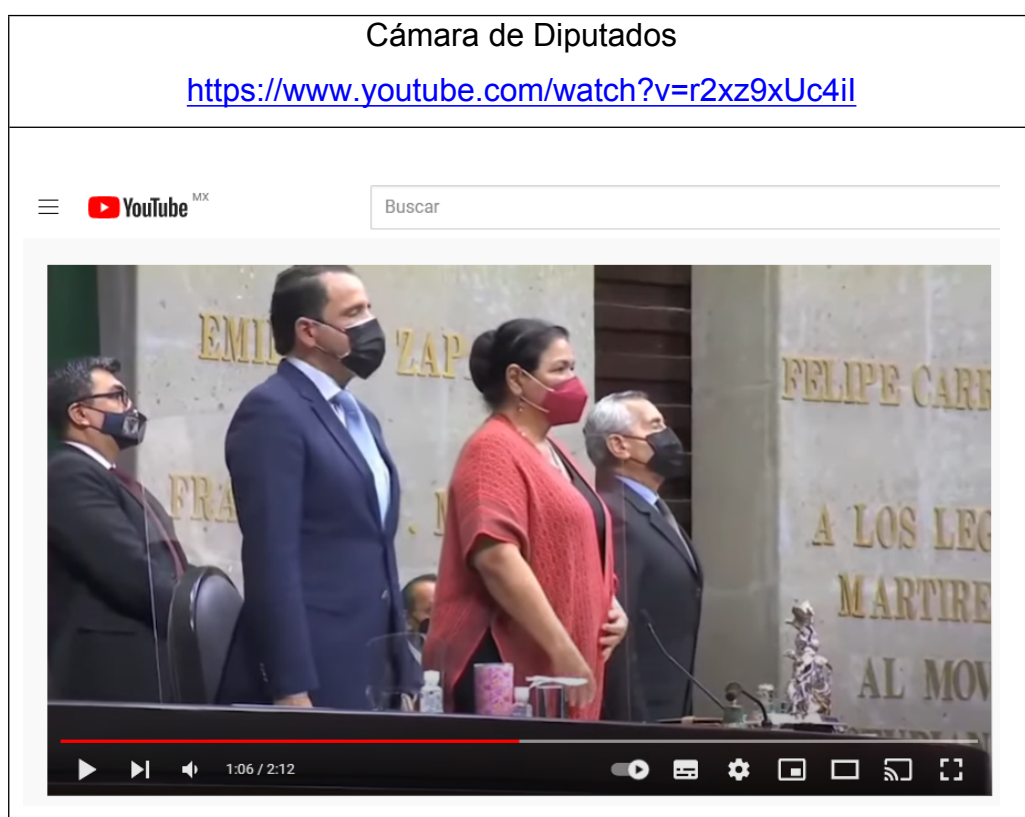 Cámara de Diputados
https://www.youtube.com/watch?v=r2xz9xUc4iI
YouTube MX
Buscar
EMI ZAP
FELIPE CARR
FRA . M
A LOS LEG
MARTIRE
AL MOV
1:06 / 2:12